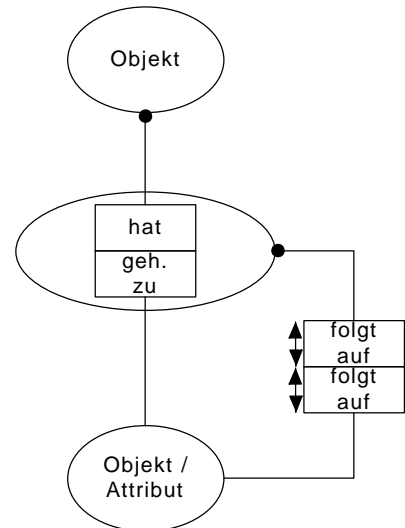 Objekt
hat
geh.
zu
folgt
auf
folgt
auf
Objekt /
Attribut